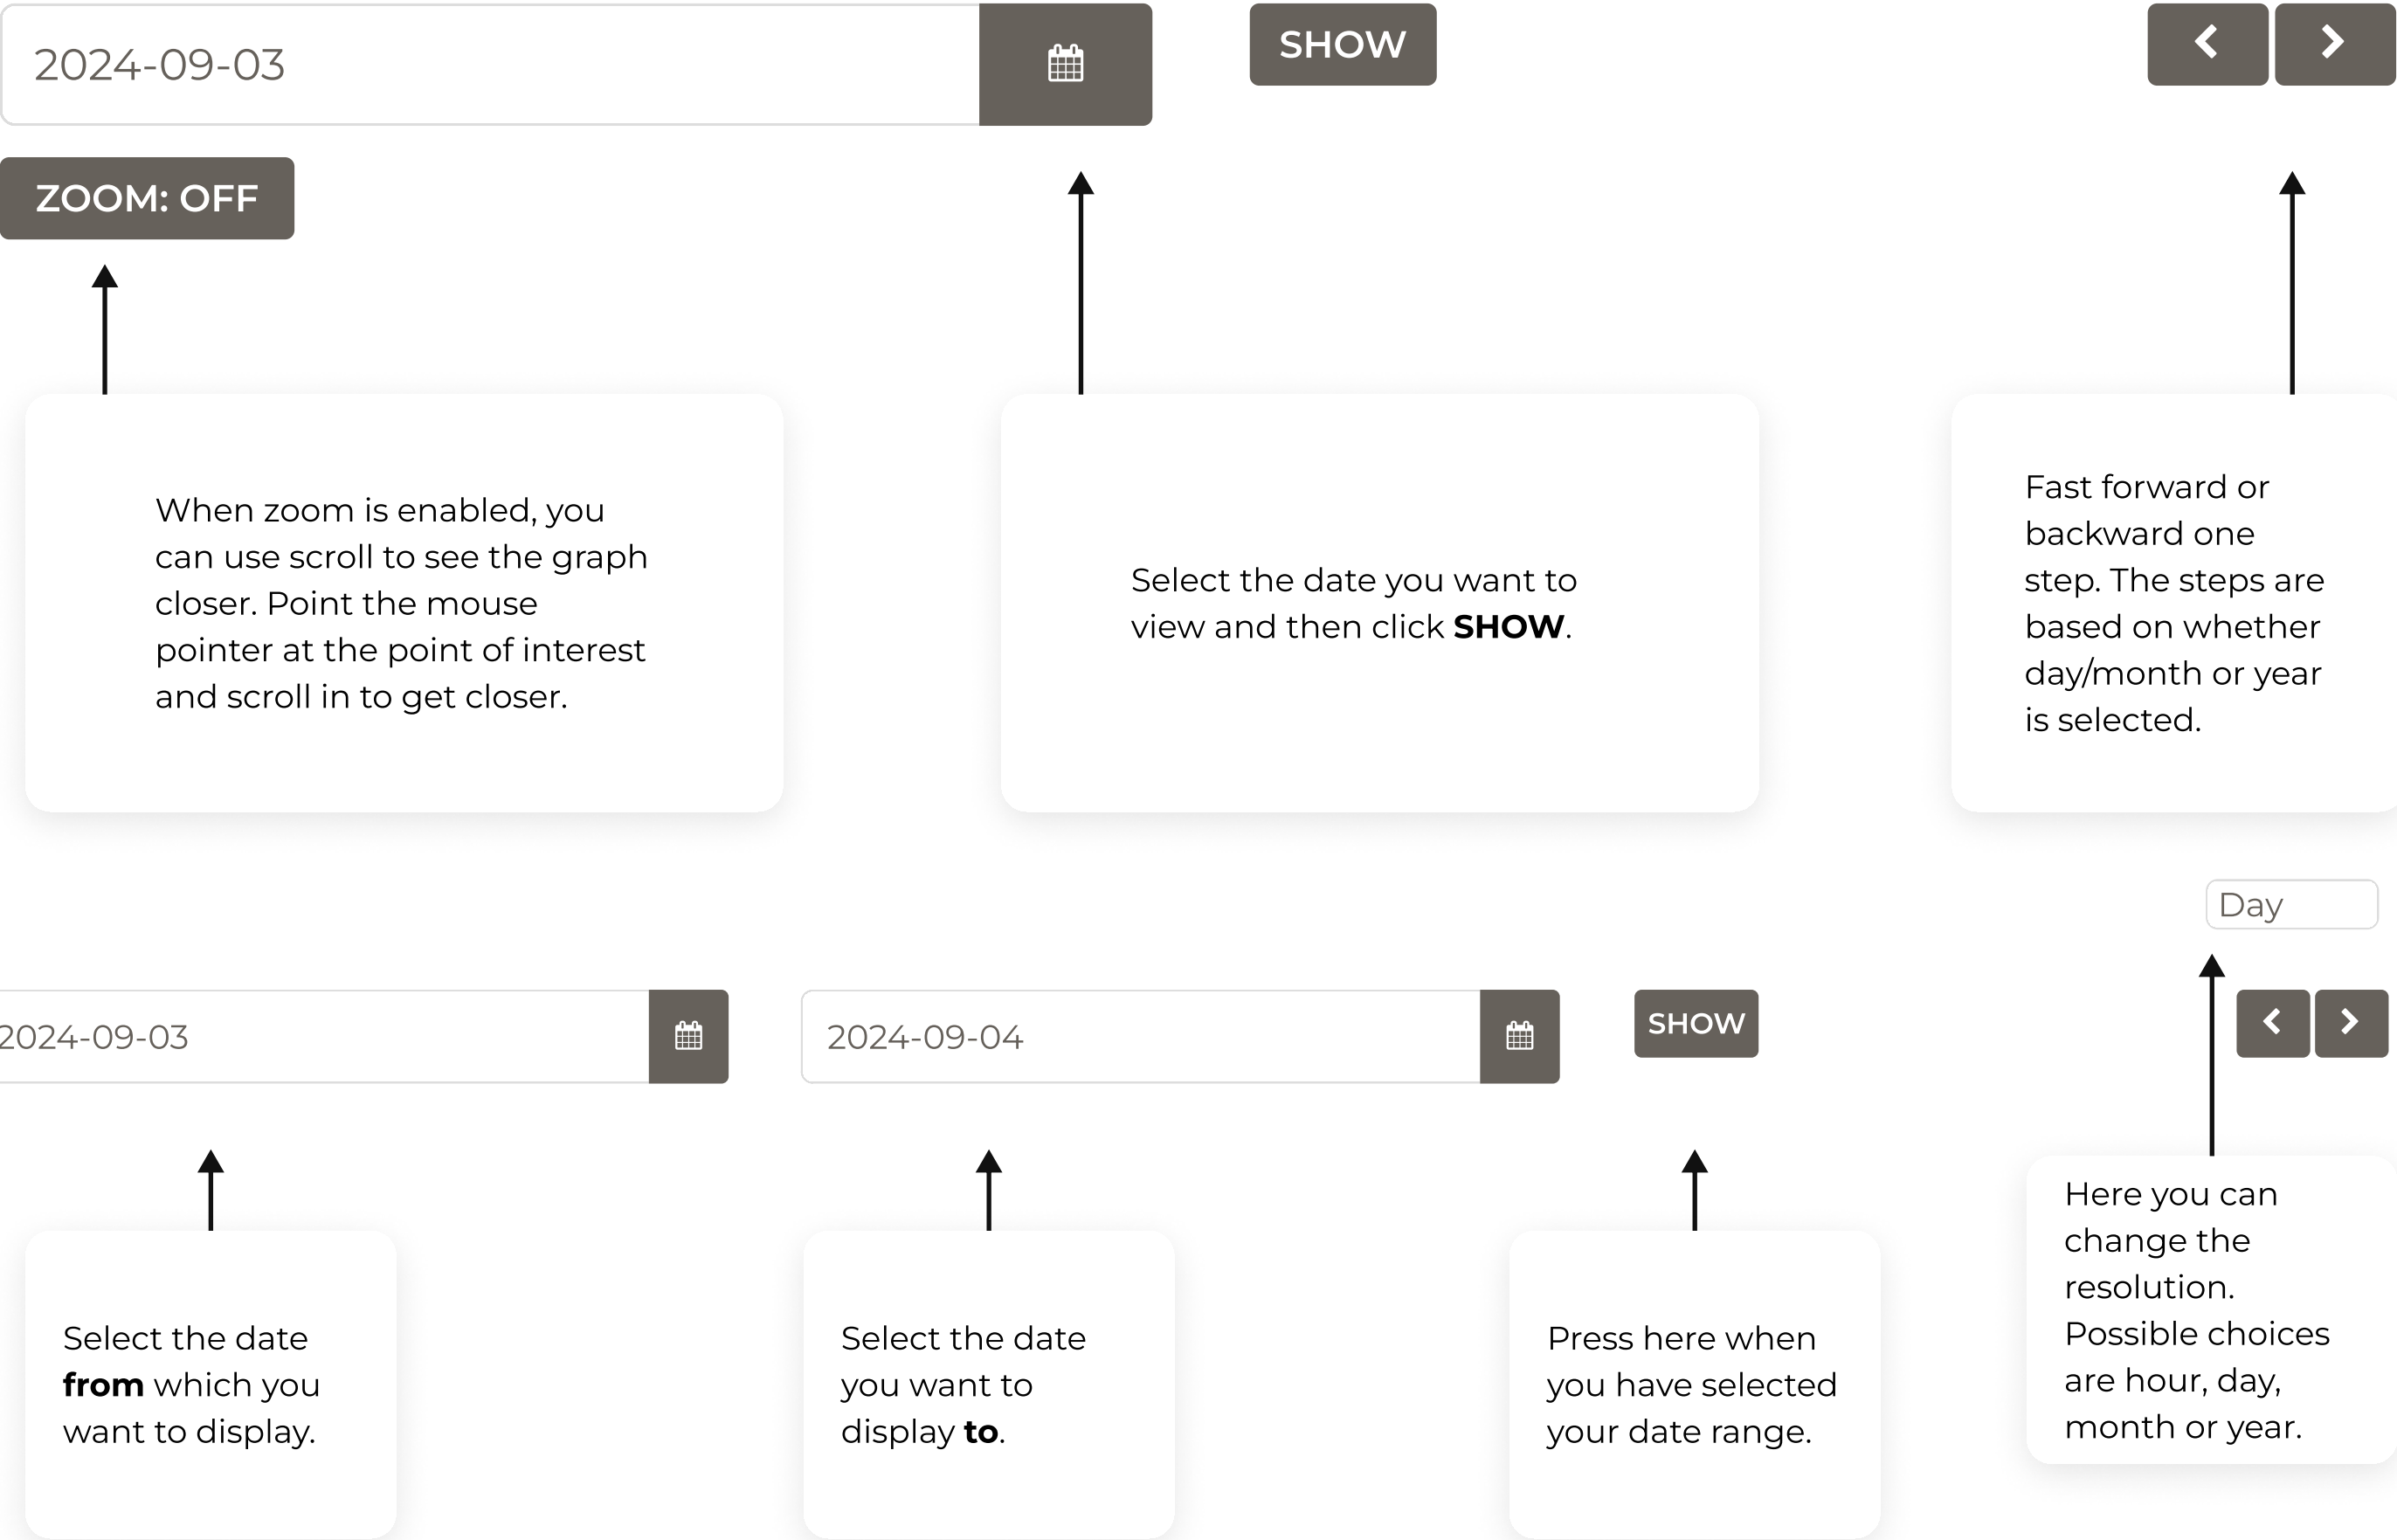 2024-09-03
SHOW
ZOOM: OFF
When zoom is enabled, you
can use scroll to see the graph
closer. Point the mouse
pointer at the point of interest
and scroll in to get closer.
Select the date you want to
view and then click SHOW.
Fast forward or
backward one
step. The steps are
based on whether
day/month or year
is selected.
Day
2024-09-03
2024-09-04
SHOW
Select the date
from which you
want to display.
Select the date
you want to
display to.
Press here when
you have selected
your date range.
Here you can
change the
resolution.
Possible choices
are hour, day,
month or year.